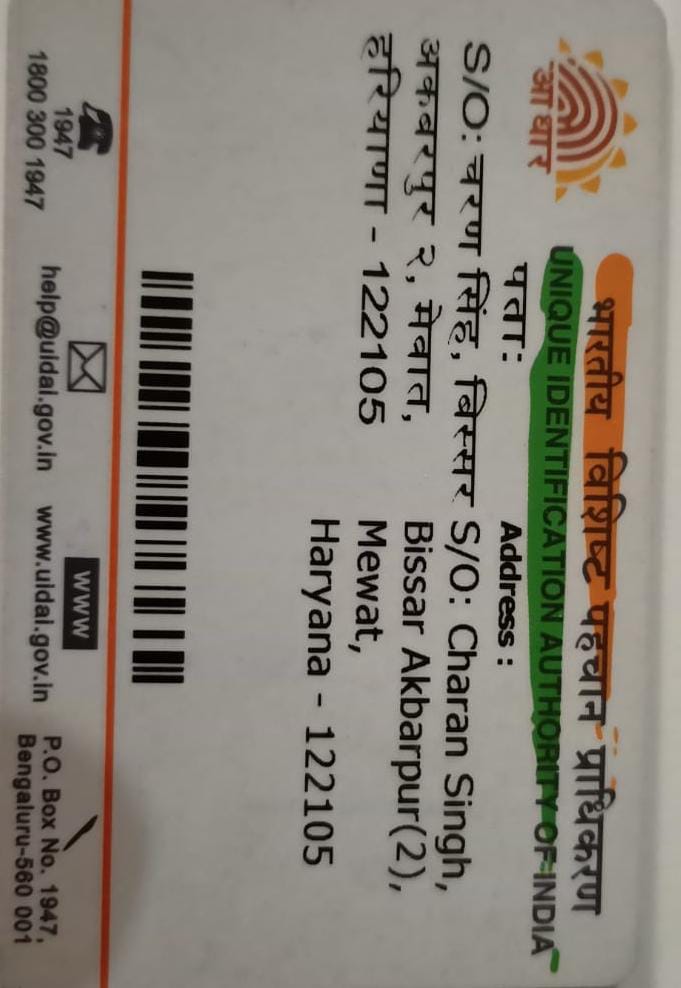 आधार
भारतीय विशिष्ट पहचान प्राधिकरण
UNIQUE IDENTIFICATION AUTHORITY OF INDIA
पता:
S/O: चरण सिंह, बिस्सर
अकबरपुर २, मेवात,
हरियाणा - 122105
Address :
S/O: Charan Singh,
Bissar Akbarpur(2),
Mewat,
Haryana - 122105
1947
1800 300 1947
help@uidai.gov.in
WWW
www.uidai.gov.in
P.O. Box No. 1947,
Bengaluru-560 001